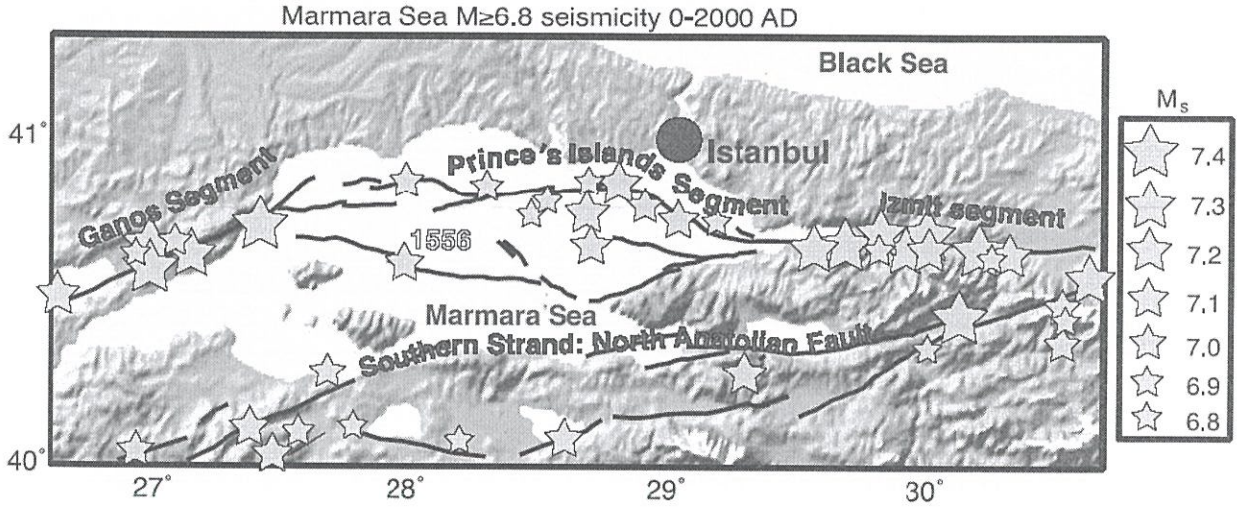 Marmara Sea M≥6.8 seismicity 0-2000 AD
Black Sea
Ms
41°
Prince's Islands Segment
Istanbul
7.4
Ganos Segment
Izmit segment
7.3
1556
7.2
Marmara Sea
7.1
Southern Strand: North Anatolian Fault
7.0
6.9
6.8
40°
27°
28°
29°
30°